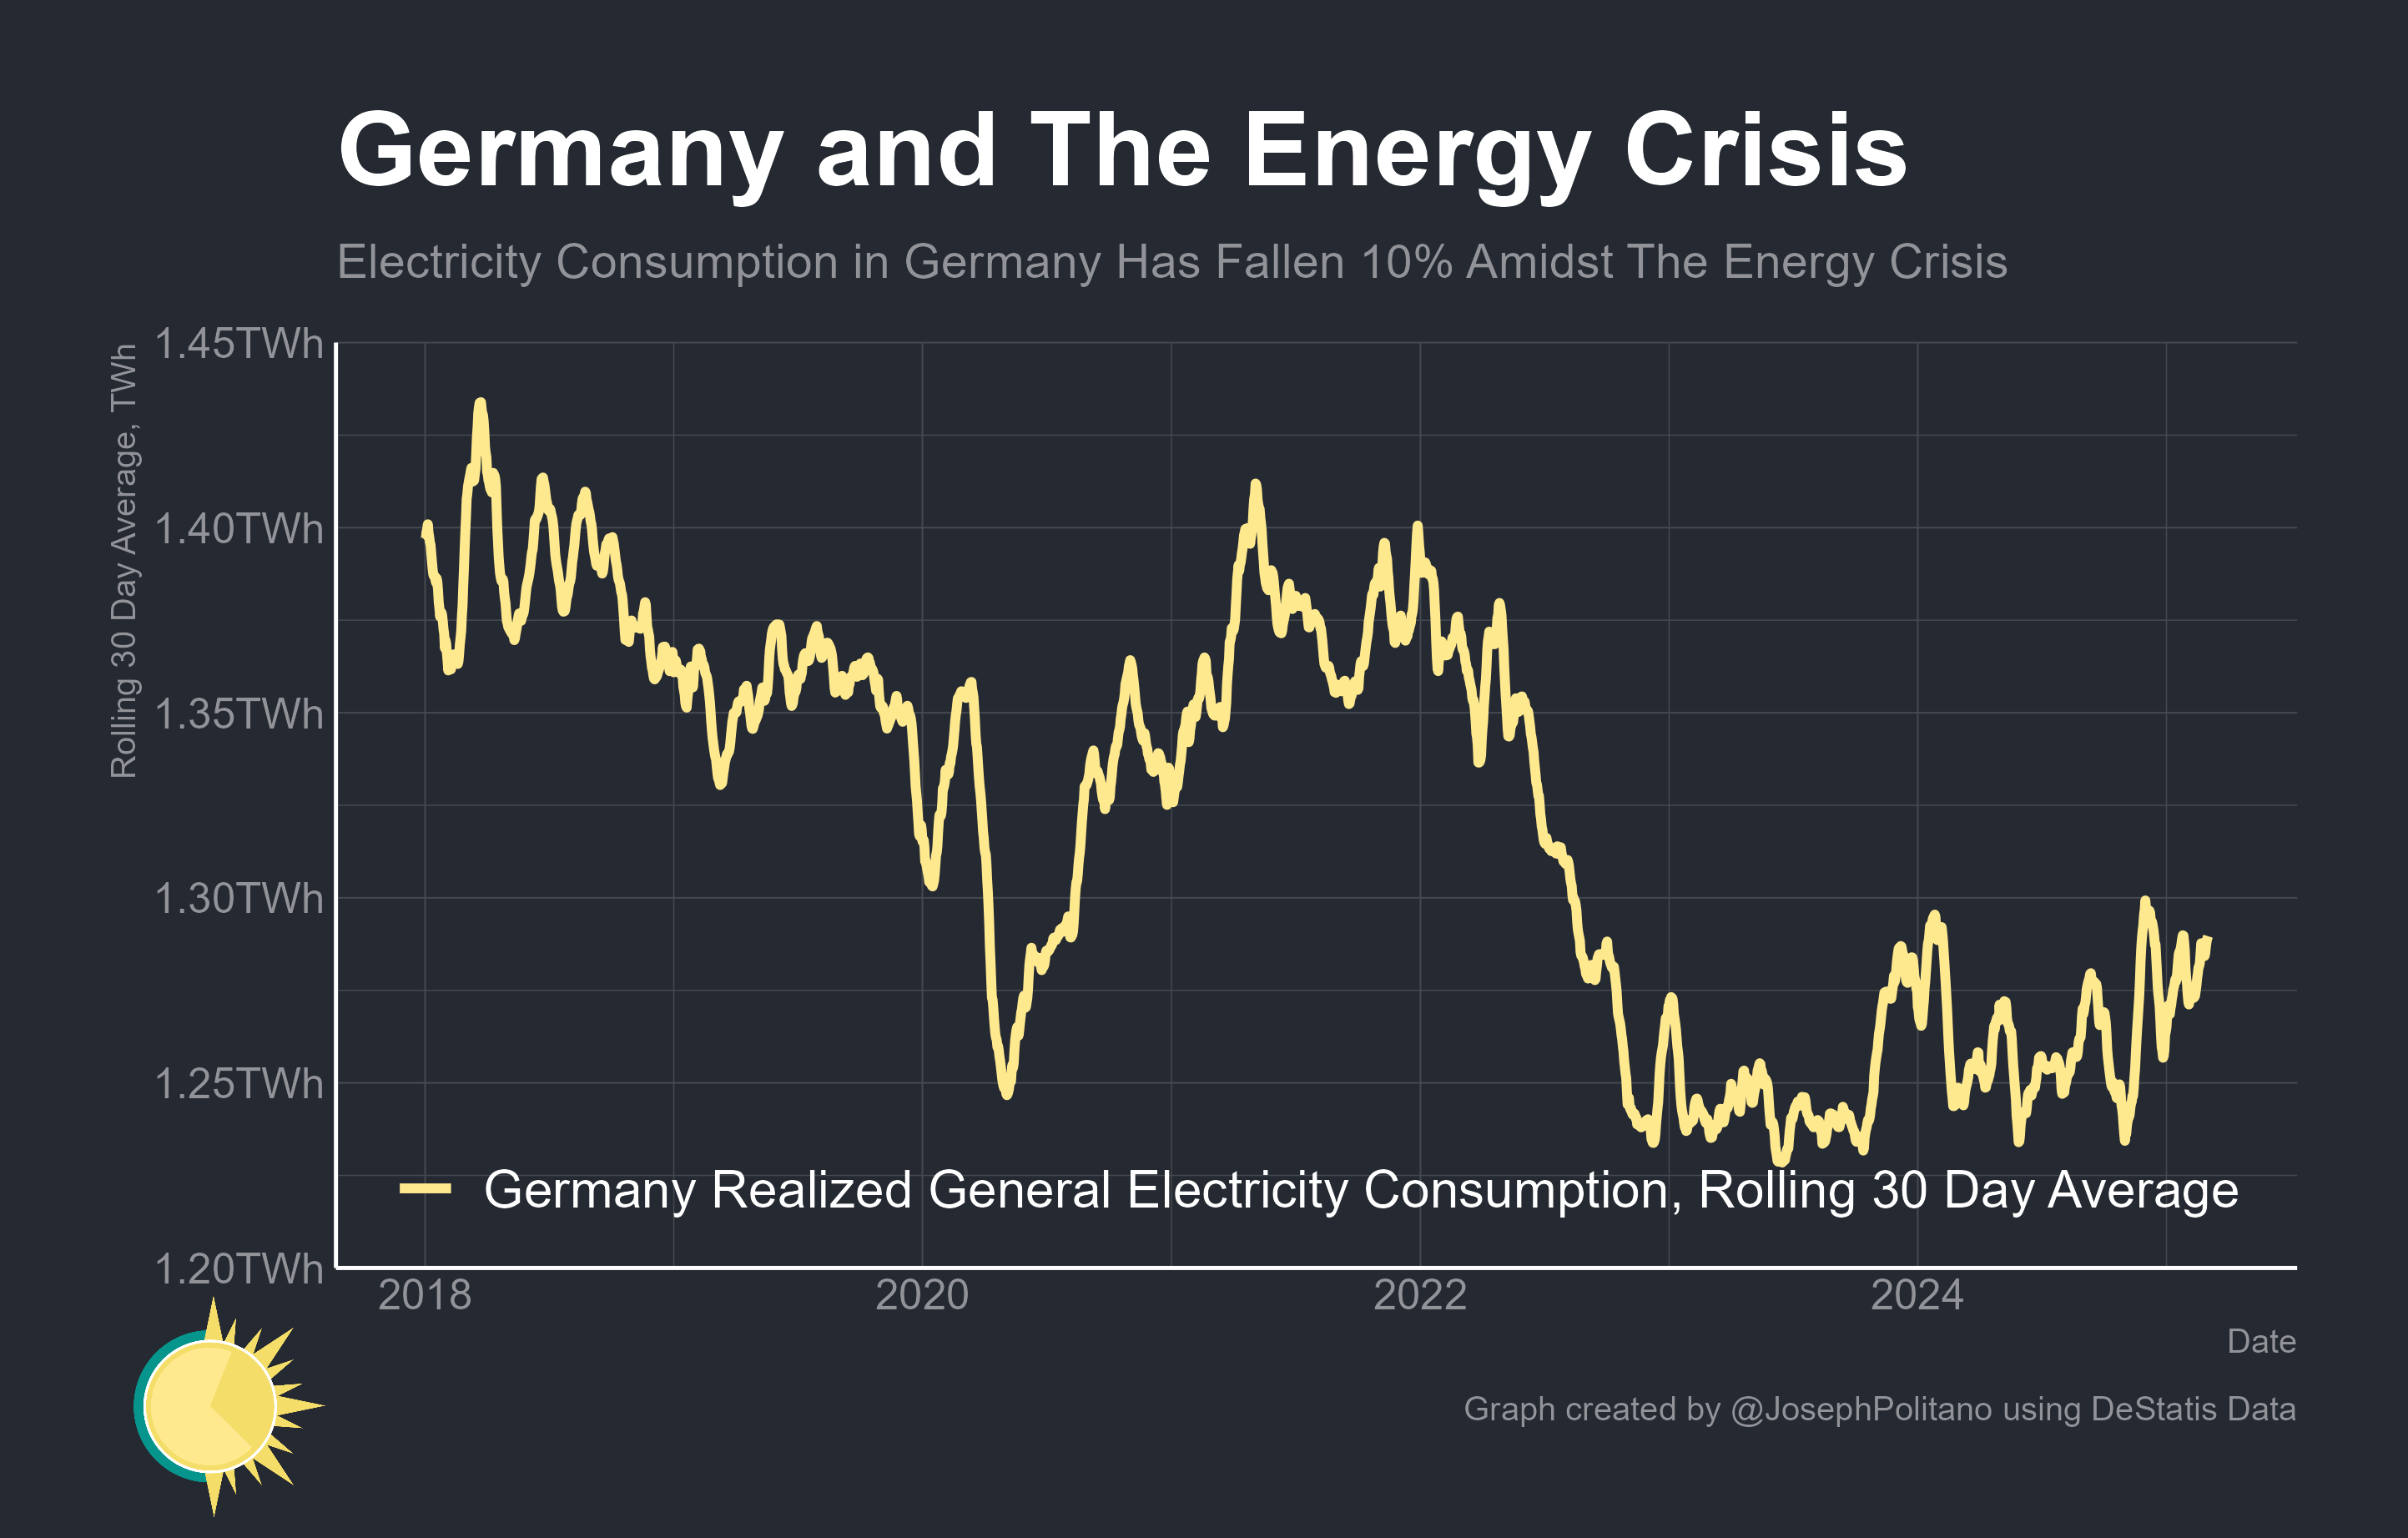 Germany and The Energy Crisis
Electricity Consumption in Germany Has Fallen 10% Amidst The Energy Crisis
Rolling 30 Day Average, TWh
1.45TWh
1.40TWh
1.35TWh
1.30TWh
1.25TWh
1.20TWh
Germany Realized General Electricity Consumption, Rolling 30 Day Average
2018
2020
2022
2024
Date
Graph created by @JosephPolitano using DeStatis Data